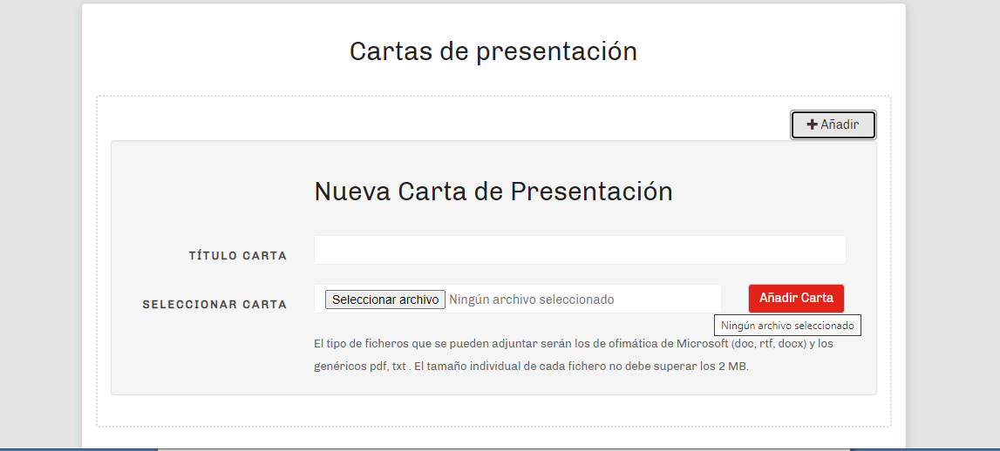 Cartas de presentación
Añadir
Nueva Carta de Presentación
TÍTULO CARTA
SELECCIONAR CARTA
Seleccionar archivo Ningún archivo seleccionado
Añadir Carta
Ningún archivo seleccionado
El tipo de ficheros que se pueden adjuntar serán los de ofimática de Microsoft (doc, rtf, docx) y los
genéricos pdf, txt . El tamaño individual de cada fichero no debe superar los 2 MB.